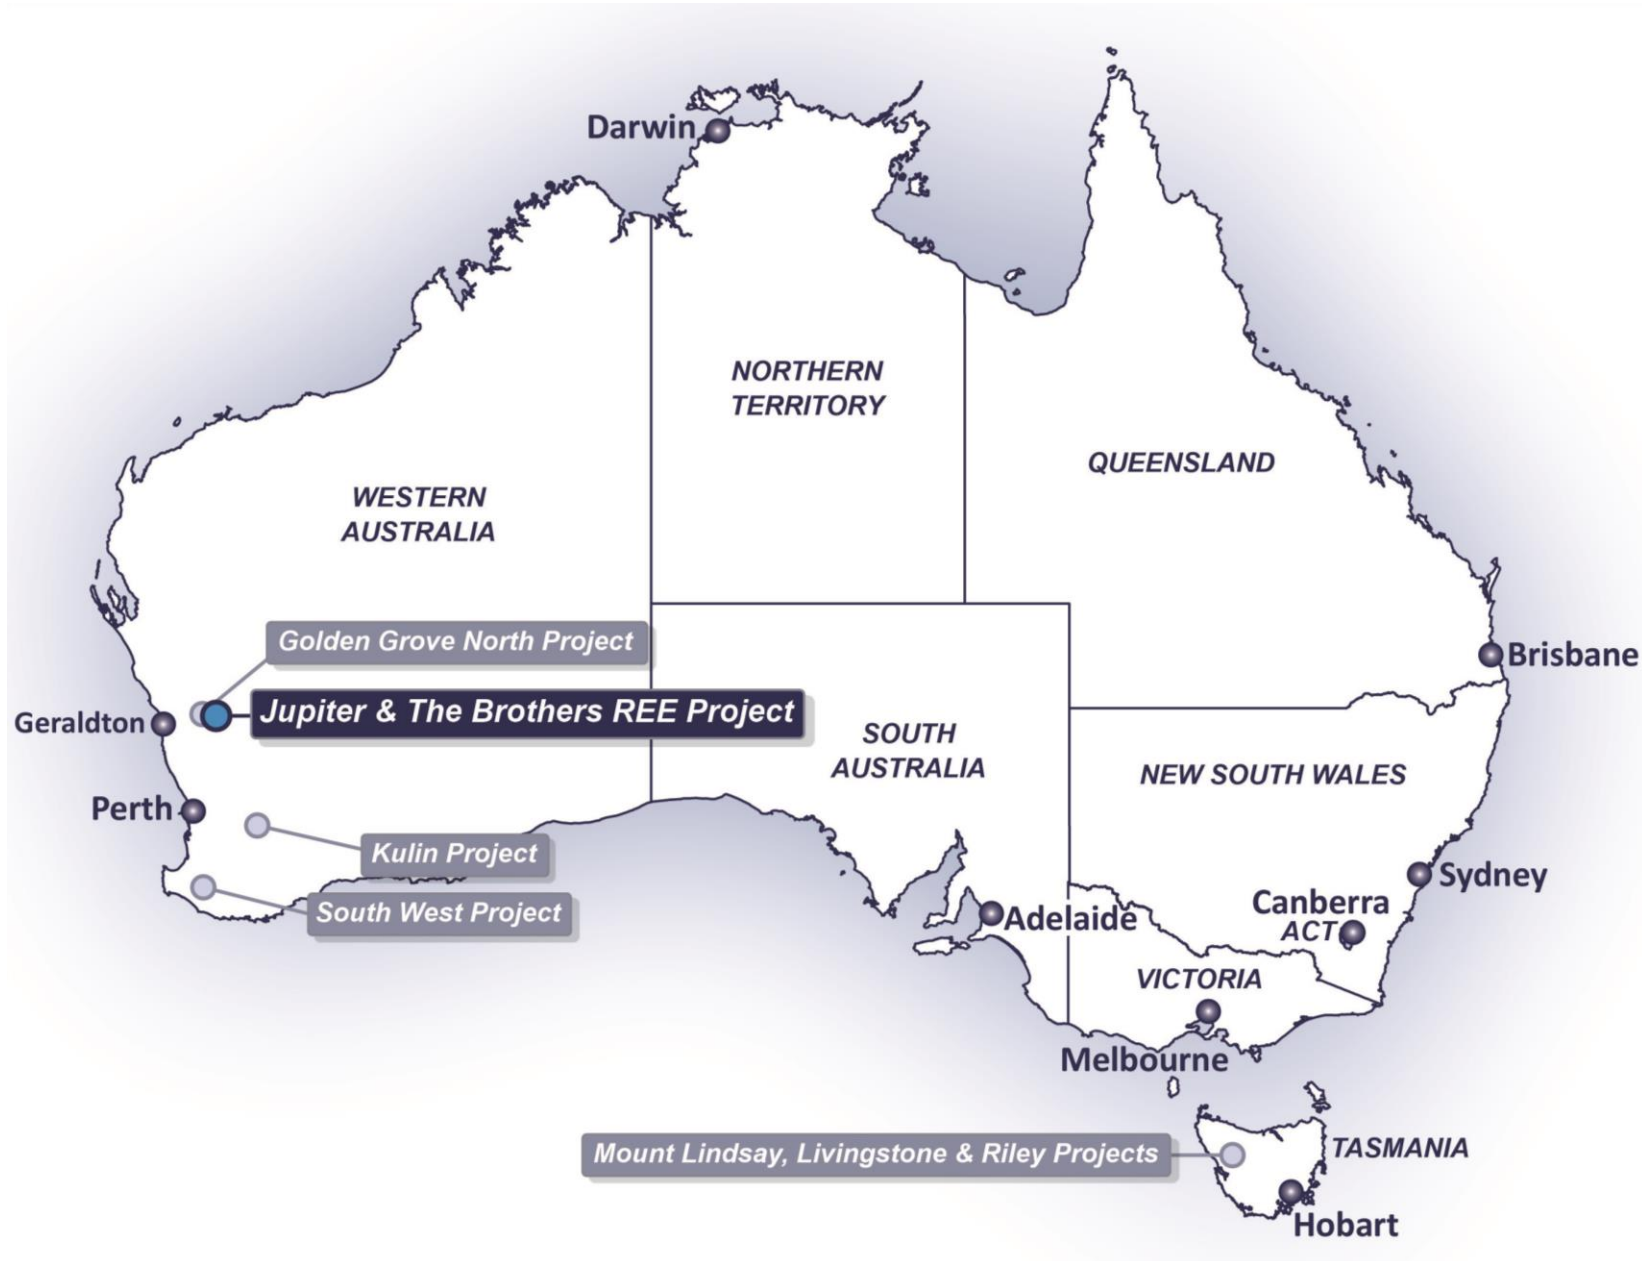 Darwin
NORTHERN
TERRITORY
QUEENSLAND
WESTERN
AUSTRALIA
Golden Grove North Project
Brisbane
Jupiter & The Brothers REE Project
Geraldton
SOUTH
AUSTRALIA
NEW SOUTH WALES
Perth
Kulin Project
Sydney
South West Project
Canberra
ACT
Adelaide
VICTORIA
Melbourne
Mount Lindsay, Livingstone & Riley Projects
TASMANIA
Hobart